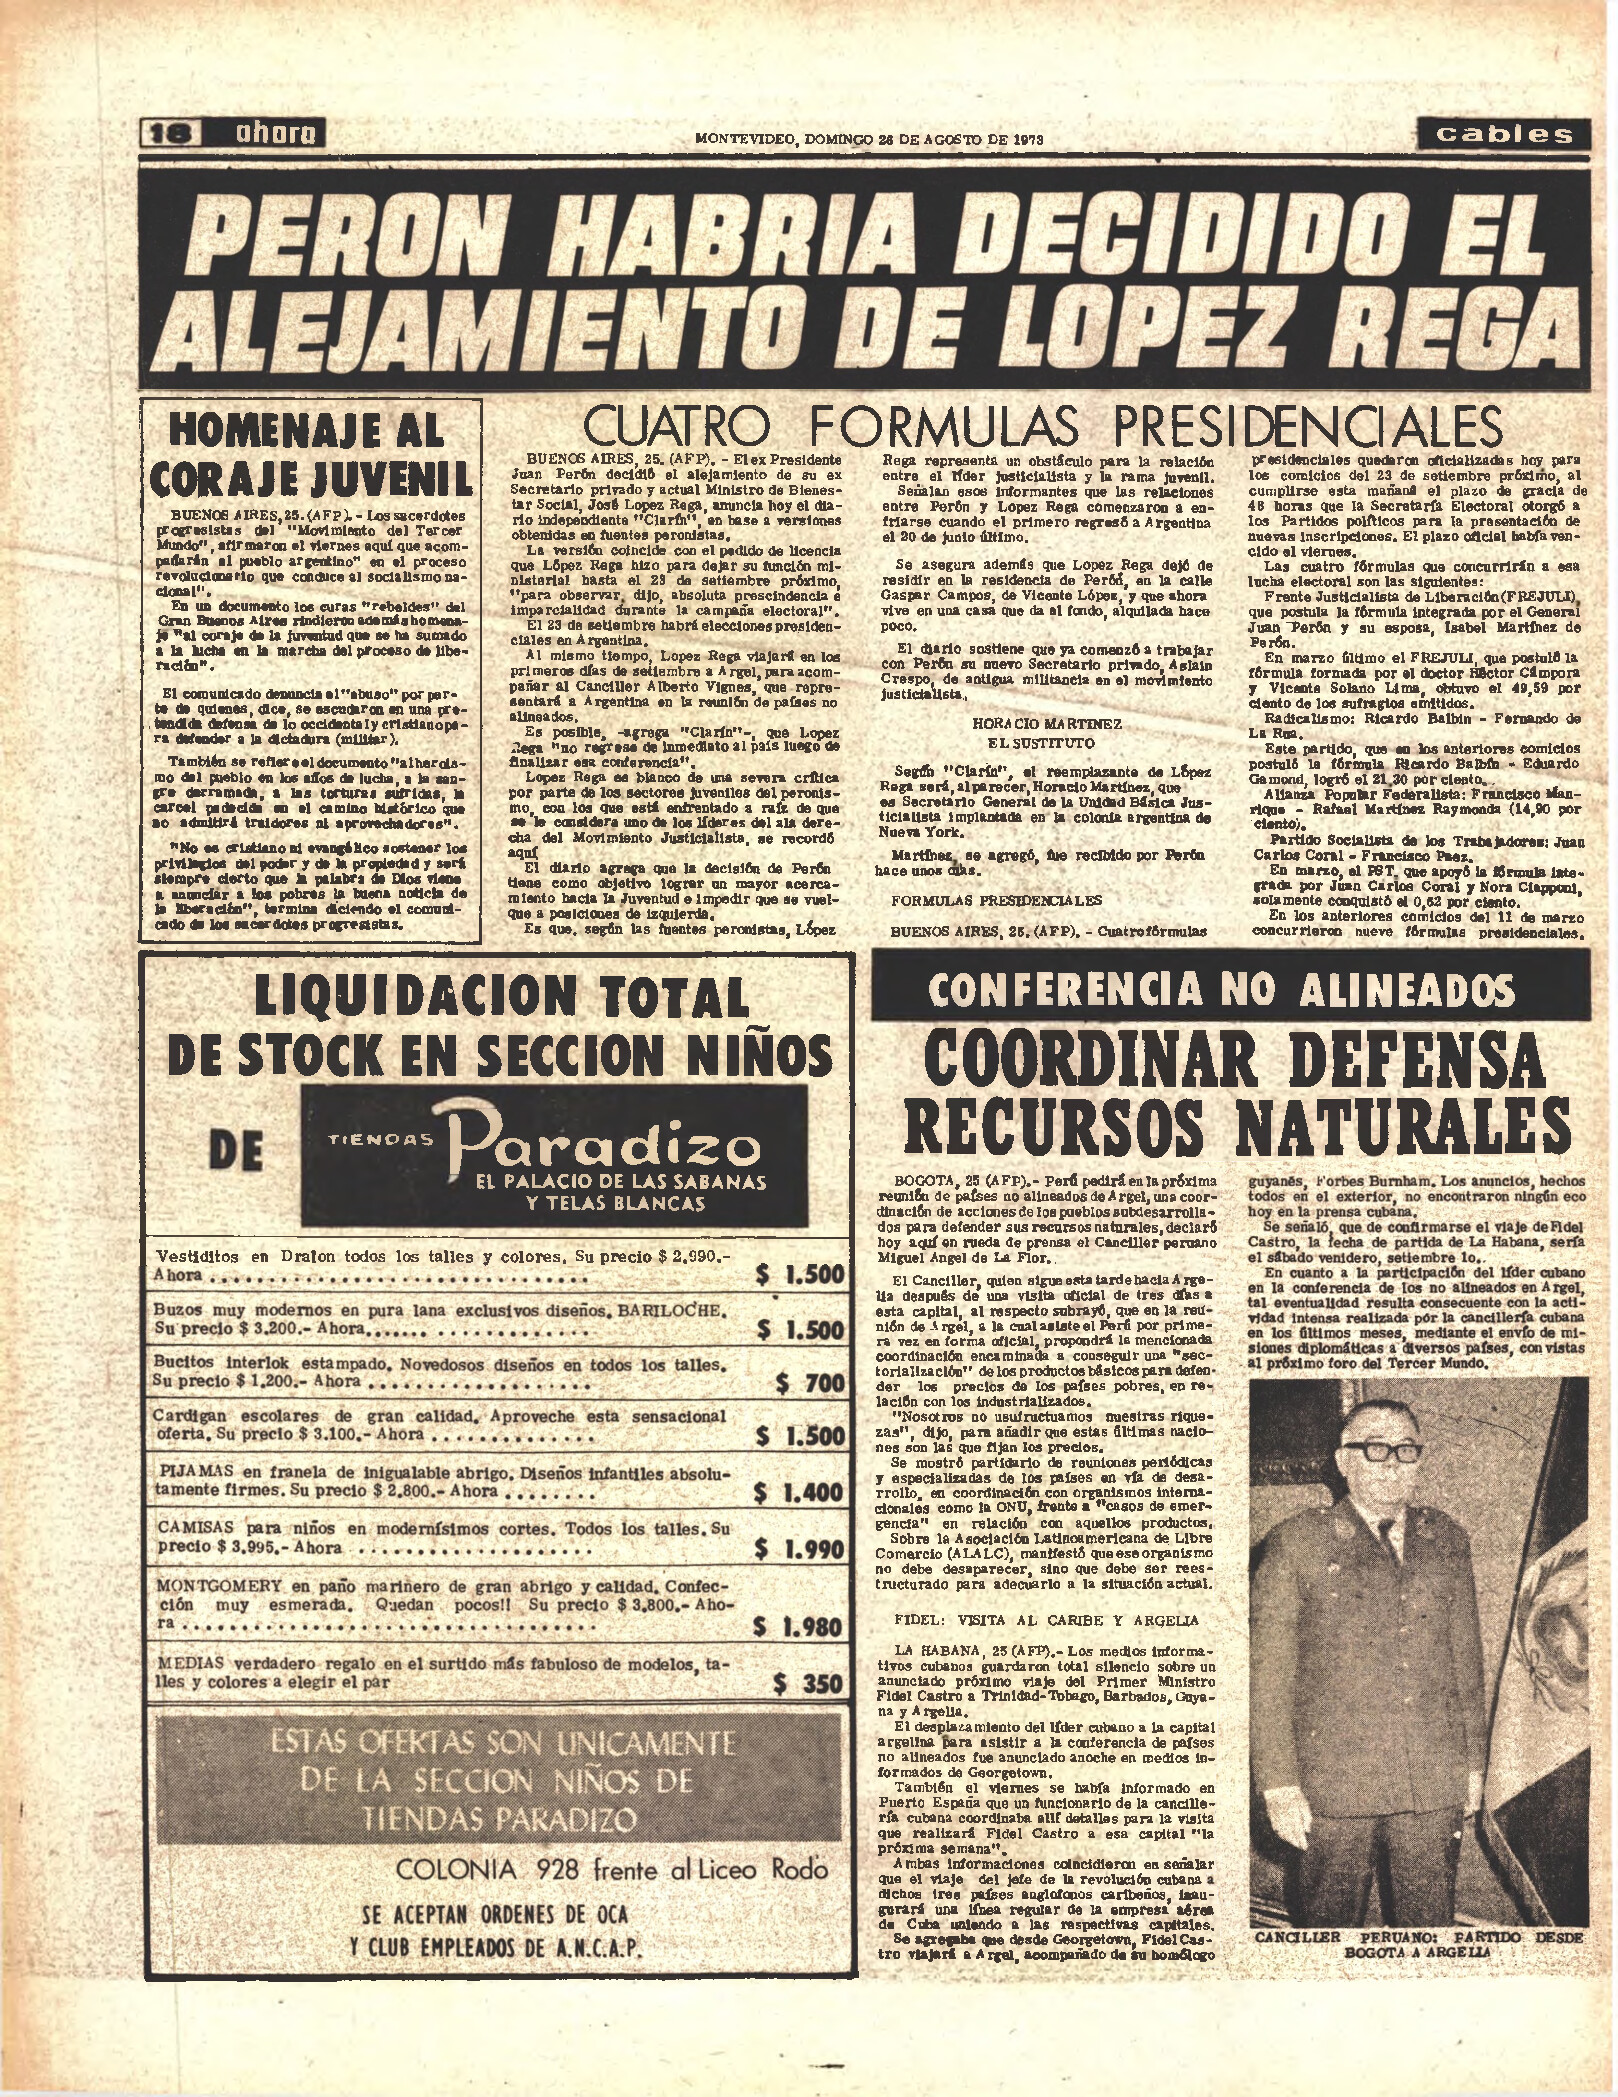 18 ahora
MONTEVIDEO, DOMINGO 26 DE AGOSTO DE 1973
cables
PERON HABRIA DECIDIDO EL
ALEJAMIENTO DE LOPEZ REGA
HOMENAJE AL
CORAJE JUVENIL
BUENOS AIRES, 25. (AFP). - Los sacerdotes
progresistas del "Movimiento del Tercer
Mundo", afirmaron el viernes aquí que acom-
pañarán al pueblo argentino" en el proceso
revolucionario que conduce al socialismo na-
cional".
En un documento los curas "rebeldes" del
Gran Buenos Aires rindieron además homena-
je "al coraje de la juventud que se ha sumado
a la lucha en la marcha del proceso de libe-
ración".
El comunicado denuncia el "abuso" por par-
te de quienes, dice, se escudaron en una pre-
tendida defensa de lo occidental y cristiano pa-
ra defender a la dictadura (militar).
También se refiere el documento "al herois-
mo del pueblo en los años de lucha, a la san-
gre derramada, a las torturas sufridas, la
carcel padecida en el camino histórico que
no admitirá traidores ni aprovechadores".
"No es cristiano ni evangélico sostener los
privilegios del poder y de la propiedad y será
siempre cierto que la palabra de Dios viene
a anunciar a los pobres la buena noticia de
la liberación", termina diciendo el comuni-
cado de los sacerdotes progresistas.
CUATRO FORMULAS PRESIDENCIALES
BUENOS AIRES, 25. (AFP). - El ex Presidente
Juan Perón decidió el alejamiento de su ex
Secretario privado y actual Ministro de Bienes-
tar Social, José Lopez Rega, anuncia hoy el dia-
rio independiente "Clarín", en base a versiones
obtenidas en fuentes peronistas.
La versión coincide con el pedido de licencia
que López Rega hizo para dejar su función mi-
nisterial hasta el 23 de setiembre próximo,
"para observar, dijo, absoluta prescindencia e
imparcialidad durante la campaña electoral".
El 23 de setiembre habrá elecciones presiden-
ciales en Argentina.
Al mismo tiempo, Lopez Rega viajará en los
primeros días de setiembre a Argel, para acom-
pañar al Canciller Alberto Vignes, que repre-
sentará a Argentina en la reunión de países no
alineados.
Es posible, -agrega "Clarín"-, que Lopez
Rega "no regrese de inmediato al país luego de
finalizar esa conferencia".
Lopez Rega es blanco de una severa crítica
por parte de los sectores juveniles del peronis-
mo, con los que está enfrentado a raíz de que
se le considera uno de los líderes del ala dere-
cha del Movimiento Justicialista, se recordó
aquí
El diario agrega que la decisión de Perón
tiene como objetivo lograr un mayor acerca-
miento hacia la Juventud e impedir que se vuel-
que a posiciones de izquierda.
Es que, según las fuentes peronistas, López
Rega representa un obstáculo para la relación
entre el líder justicialista y la rama juvenil.
Señalan esos informantes que las relaciones
entre Perón y Lopez Rega comenzaron a en-
friarse cuando el primero regresó a Argentina
el 20 de junio último.
Se asegura además que Lopez Rega dejó de
residir en la residencia de Perón, en la calle
Gaspar Campos, de Vicente López, y que ahora
vive en una casa que da al fondo, alquilada hace
poco.
El diario sostiene que ya comenzó a trabajar
con Perón su nuevo Secretario privado, Aslain
Crespo, de antigua militancia en el movimiento
justicialista.
HORACIO MARTINEZ
EL SUSTITUTO
Según "Clarín", el reemplazante de López
Rega será, al parecer, Horacio Martínez, que
es Secretario General de la Unidad Básica Jus-
ticialista implantada en la colonia argentina de
Nueva York.
Martínez, se agregó, fue recibido por Perón
hace unos días.
FORMULAS PRESIDENCIALES
BUENOS AIRES, 25. (AFP). - Cuatro fórmulas
presidenciales quedaron oficializadas hoy para
los comicios del 23 de setiembre próximo, al
cumplirse esta mañana el plazo de gracia de
48 horas que la Secretaría Electoral otorgó a
los Partidos políticos para la presentación de
nuevas inscripciones. El plazo oficial había ven-
cido el viernes.
Las cuatro fórmulas que concurrirán a esa
lucha electoral son las siguientes:
Frente Justicialista de Liberación (FREJULI),
que postula la fórmula integrada por el General
Juan Perón y su esposa, Isabel Martínez de
Perón.
En marzo último el FREJULI, que postuló la
fórmula formada por el doctor Héctor Cámpora
y Vicente Solano Lima, obtuvo el 49,59 por
ciento de los sufragios emitidos.
Radicalismo: Ricardo Balbín - Fernando de
La Rua.
Este partido, que en los anteriores comicios
postuló la fórmula Ricardo Balbín - Eduardo
Gamond, logró el 21,30 por ciento.
Alianza Popular Federalista: Francisco Man-
rique - Rafael Martínez Raymonda (14,90 por
ciento).
Partido Socialista de los Trabajadores: Juan
Carlos Coral - Francisco Paez.
En marzo, el PST, que apoyó la fórmula inte-
grada por Juan Carlos Coral y Nora Ciapponi,
solamente conquistó el 0,62 por ciento.
En los anteriores comicios del 11 de marzo
concurrieron nueve fórmulas presidenciales.
LIQUIDACION TOTAL
DE STOCK EN SECCION NIÑOS
DE
TIENDAS Paradizo
EL PALACIO DE LAS SABANAS
Y TELAS BLANCAS
Vestiditos en Dralon todos los talles y colores. Su precio $ 2.990.-
Ahora . . . . . . . . . . . . . . . . . . . . . . . . . . . . . . $ 1.500
Buzos muy modernos en pura lana exclusivos diseños. BARILOCHE.
Su precio $ 3.200.- Ahora. . . . . . . . . . . . . . . . . . . $ 1.500
Bucitos interlok estampado. Novedosos diseños en todos los talles.
Su precio $ 1.200.- Ahora . . . . . . . . . . . . . . . . . . $ 700
Cardigan escolares de gran calidad. Aproveche esta sensacional
oferta. Su precio $ 3.100.- Ahora . . . . . . . . . . . . . $ 1.500
PIJAMAS en franela de inigualable abrigo. Diseños infantiles absolu-
tamente firmes. Su precio $ 2.800.- Ahora . . . . . . . . $ 1.400
CAMISAS para niños en modernísimos cortes. Todos los talles. Su
precio $ 3.995.- Ahora . . . . . . . . . . . . . . . . . . . . $ 1.990
MONTGOMERY en paño marinero de gran abrigo y calidad. Confec-
ción muy esmerada. Quedan pocos!! Su precio $ 3.800.- Aho-
ra . . . . . . . . . . . . . . . . . . . . . . . . . . . . . . . . . . $ 1.980
MEDIAS verdadero regalo en el surtido más fabuloso de modelos, ta-
lles y colores a elegir el par $ 350
ESTAS OFERTAS SON UNICAMENTE
DE LA SECCION NIÑOS DE
TIENDAS PARADIZO
COLONIA 928 frente al Liceo Rodó
SE ACEPTAN ORDENES DE OCA
Y CLUB EMPLEADOS DE A.N.C.A.P.
CONFERENCIA NO ALINEADOS
COORDINAR DEFENSA
RECURSOS NATURALES
BOGOTA, 25 (AFP).- Perú pedirá en la próxima
reunión de países no alineados de Argel, una coor-
dinación de acciones de los pueblos subdesarrolla-
dos para defender sus recursos naturales, declaró
hoy aquí en rueda de prensa el Canciller peruano
Miguel Angel de La Flor.
El Canciller, quien sigue esta tarde hacia Arge-
lia después de una visita oficial de tres días a
esta capital, al respecto subrayó, que en la reu-
nión de Argel, a la cual asiste el Perú por prime-
ra vez en forma oficial, propondrá la mencionada
coordinación encaminada a conseguir una "sec-
torialización" de los productos básicos para defen-
der los precios de los países pobres, en re-
lación con los industrializados.
"Nosotros no usufructuamos nuestras rique-
zas", dijo, para añadir que estas últimas nacio-
nes son las que fijan los precios.
Se mostró partidario de reuniones periódicas
y especializadas de los países en vía de desa-
rrollo, en coordinación con organismos interna-
cionales como la ONU, frente a "casos de emer-
gencia" en relación con aquellos productos.
Sobre la Asociación Latinoamericana de Libre
Comercio (ALALC), manifestó que ese organismo
no debe desaparecer, sino que debe ser rees-
tructurado para adecuarlo a la situación actual.
FIDEL: VISITA AL CARIBE Y ARGELIA
LA HABANA, 25 (AFP).- Los medios informa-
tivos cubanos guardaron total silencio sobre un
anunciado próximo viaje del Primer Ministro
Fidel Castro a Trinidad-Tobago, Barbados, Guya-
na y Argelia.
El desplazamiento del líder cubano a la capital
argelina para asistir a la conferencia de países
no alineados fue anunciado anoche en medios in-
formados de Georgetown.
También el viernes se había informado en
Puerto España que un funcionario de la cancille-
ría cubana coordinaba allí detalles para la visita
que realizará Fidel Castro a esa capital "la
próxima semana".
Ambas informaciones coincidieron en señalar
que el viaje del jefe de la revolución cubana a
dichos tres países anglófonos caribeños, inau-
gurará una línea regular de la empresa aérea
de Cuba uniendo a las respectivas capitales.
Se agregaba que desde Georgetown, Fidel Cas-
tro viajará a Argel, acompañado de su homólogo
guyanés, Forbes Burnham. Los anuncios, hechos
todos en el exterior, no encontraron ningún eco
hoy en la prensa cubana.
Se señaló, que de confirmarse el viaje de Fidel
Castro, la fecha de partida de La Habana, sería
el sábado venidero, setiembre 1o.
En cuanto a la participación del líder cubano
en la conferencia de los no alineados en Argel,
tal eventualidad resulta consecuente con la acti-
vidad intensa realizada por la cancillería cubana
en los últimos meses, mediante el envío de mi-
siones diplomáticas a diversos países, con vistas
al próximo foro del Tercer Mundo.
CANCILLER PERUANO: PARTIDO DESDE
BOGOTA A ARGELIA